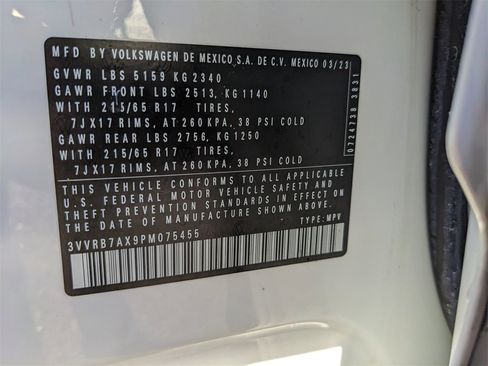 MFD BY VOLKSWAGEN DE MEXICO,S.A. DE C.V. MEXICO 03/23
GVWR LBS 5159 KG 2340
GAWR FRONT LBS 2513, KG 1140
WITH 215/65 R17 TIRES,
7JX17 RIMS, AT 260 KPA, 38 PSI COLD
GAWR REAR LBS 2756, KG 1250
WITH 215/65 R17 TIRES,
7JX17 RIMS, AT 260 KPA, 38 PSI COLD
THIS VEHICLE CONFORMS TO ALL APPLICABLE
U.S. FEDERAL MOTOR VEHICLE SAFETY AND
THEFT PREVENTION STANDARDS IN EFFECT ON
THE DATE OF MANUFACTURE SHOWN ABOVE.
3VVRB7AX9PM075455 TYPE: MPV
0724738 3831